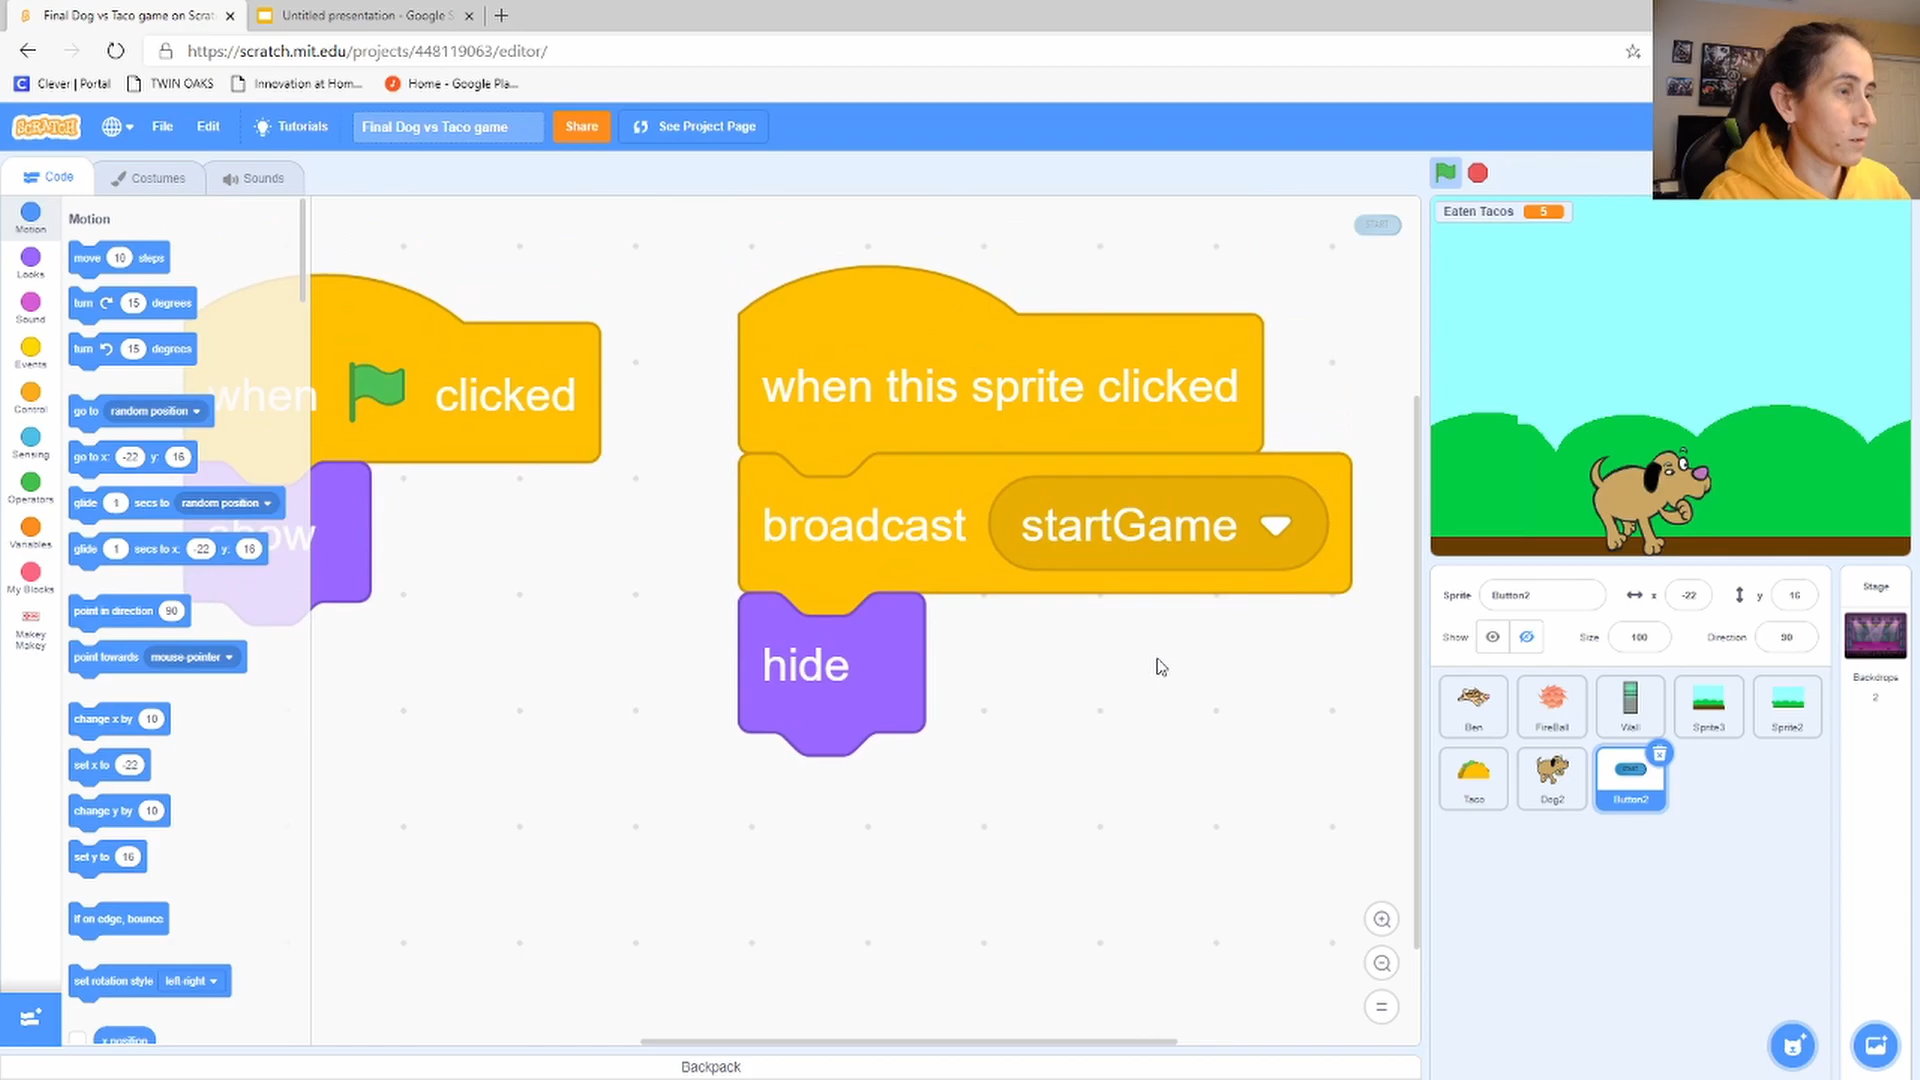 Final Dog vs Taco game on Scrat
Untitled presentation - Google S
https://scratch.mit.edu/projects/448119063/editor/
Clever | Portal
TWIN OAKS
Innovation at Hom...
Home - Google Pla...
SCRATCH
File
Edit
Tutorials
Final Dog vs Taco game
Share
See Project Page
Code
Costumes
Sounds
Motion
Looks
Sound
Events
Control
Sensing
Operators
Variables
My Blocks
Makey Makey
Motion
move 10 steps
turn 15 degrees
turn 15 degrees
go to random position
go to x: -22 y: 16
glide 1 secs to random position
glide 1 secs to x: -22 y: 16
point in direction 90
point towards mouse-pointer
change x by 10
set x to -22
change y by 10
set y to 16
if on edge, bounce
set rotation style left-right
x position
when clicked
show
when this sprite clicked
broadcast startGame
hide
START
Eaten Tacos 5
Sprite Button2 x -22 y 16
Show Size 100 Direction 90
Ben
FireBall
Wall
Sprite3
Sprite2
Taco
Dog2
START
Button2
Stage
Backdrops
2
Backpack